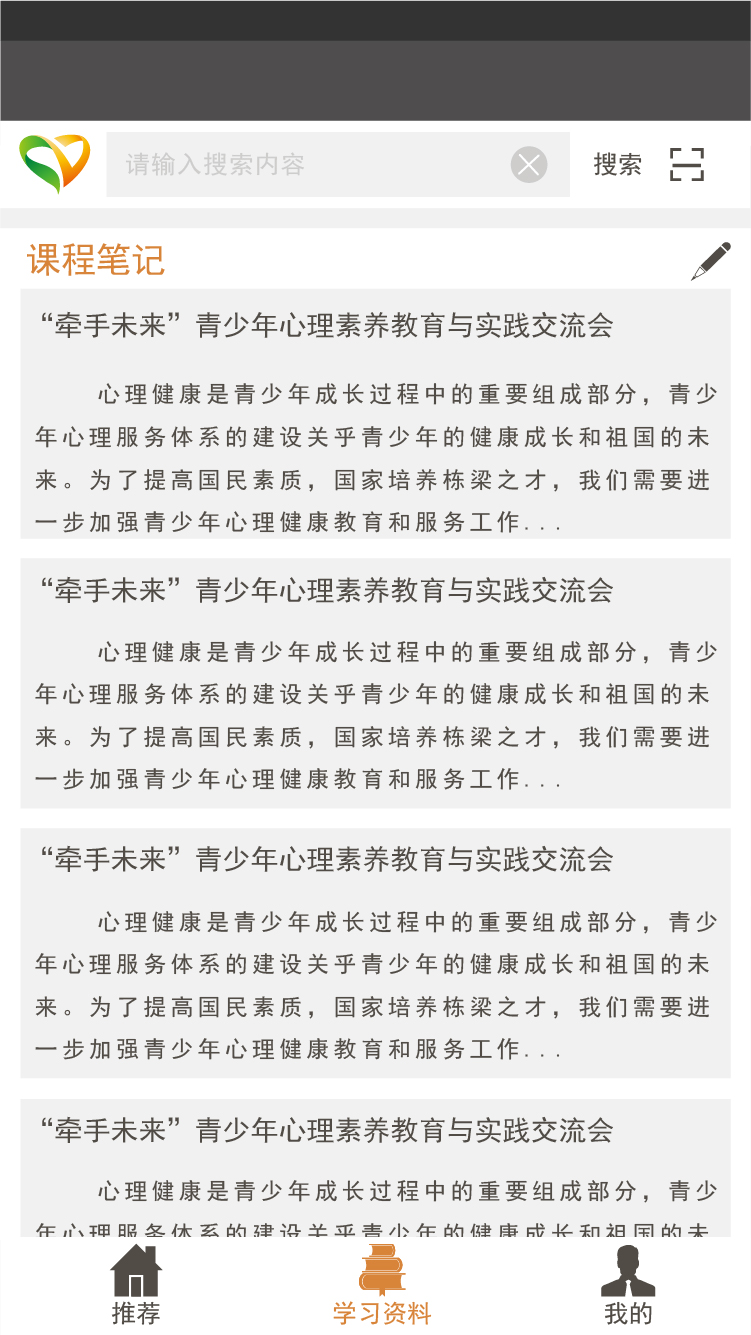 请输入搜索内容 搜索
课程笔记
“牵手未来”青少年心理素养教育与实践交流会
心理健康是青少年成长过程中的重要组成部分，青少
年心理服务体系的建设关乎青少年的健康成长和祖国的未
来。为了提高国民素质，国家培养栋梁之才，我们需要进
一步加强青少年心理健康教育和服务工作...
“牵手未来”青少年心理素养教育与实践交流会
心理健康是青少年成长过程中的重要组成部分，青少
年心理服务体系的建设关乎青少年的健康成长和祖国的未
来。为了提高国民素质，国家培养栋梁之才，我们需要进
一步加强青少年心理健康教育和服务工作...
“牵手未来”青少年心理素养教育与实践交流会
心理健康是青少年成长过程中的重要组成部分，青少
年心理服务体系的建设关乎青少年的健康成长和祖国的未
来。为了提高国民素质，国家培养栋梁之才，我们需要进
一步加强青少年心理健康教育和服务工作...
“牵手未来”青少年心理素养教育与实践交流会
心理健康是青少年成长过程中的重要组成部分，青少
年心理服务体系的建设关乎青少年的健康成长和祖国的未
推荐 学习资料 我的